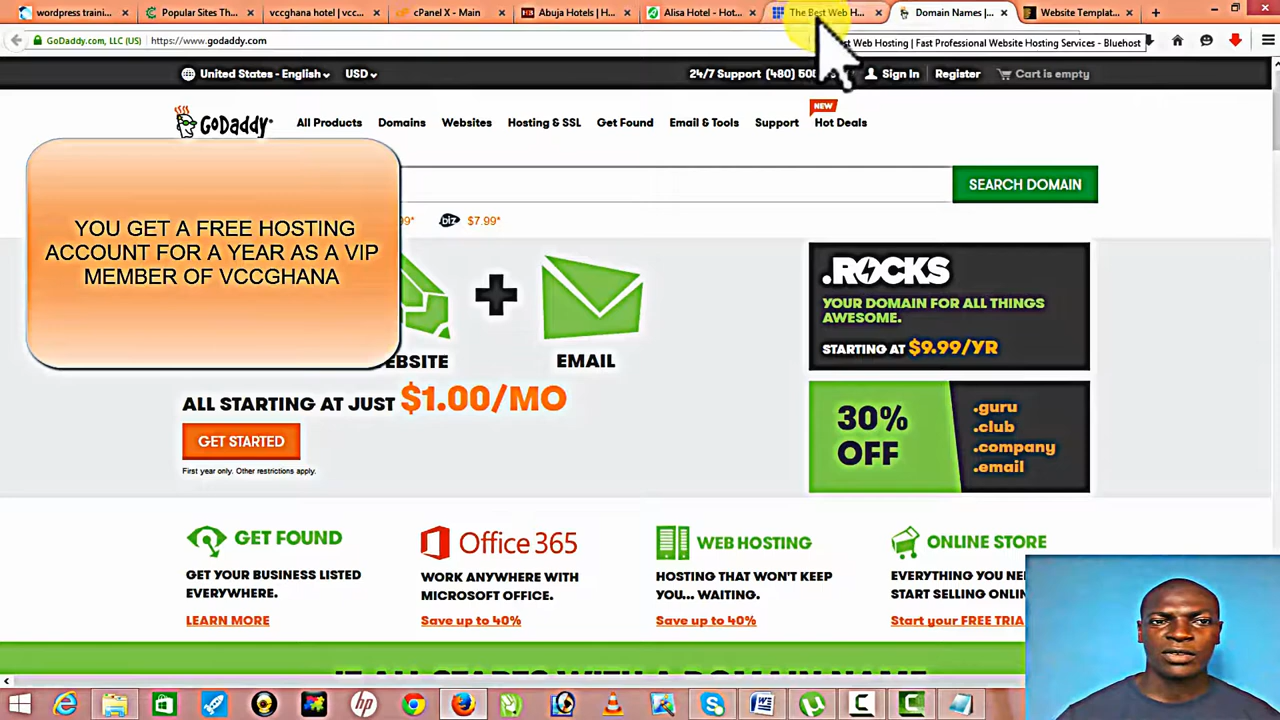 wordpress traini...
Popular Sites Th...
vccghana hotel | vcc...
cPanel X - Main
Abuja Hotels | H...
Alisa Hotel - Hot...
The Best Web H...
Domain Names |...
Website Templat...
GoDaddy.com, LLC (US)
https://www.godaddy.com
Web Hosting | Fast Professional Website Hosting Services - Bluehost
United States - English
USD
24/7 Support (480) 505
Sign In
Register
Cart is empty
GoDaddy
All Products
Domains
Websites
Hosting & SSL
Get Found
Email & Tools
Support
NEW
Hot Deals
SEARCH DOMAIN
biz
$7.99*
YOU GET A FREE HOSTING
ACCOUNT FOR A YEAR AS A VIP
MEMBER OF VCCGHANA
+
EBSITE
EMAIL
ALL STARTING AT JUST $1.00/MO
GET STARTED
First year only. Other restrictions apply.
.ROCKS
YOUR DOMAIN FOR ALL THINGS
AWESOME.
STARTING AT $9.99/YR
30%
OFF
.guru
.club
.company
.email
GET FOUND
GET YOUR BUSINESS LISTED
EVERYWHERE.
LEARN MORE
Office 365
WORK ANYWHERE WITH
MICROSOFT OFFICE.
Save up to 40%
WEB HOSTING
HOSTING THAT WON'T KEEP
YOU... WAITING.
Save up to 40%
ONLINE STORE
EVERYTHING YOU NE
START SELLING ONLIN
Start your FREE TRIA
IT ALL STARTS WITH A DOMAIN NAME